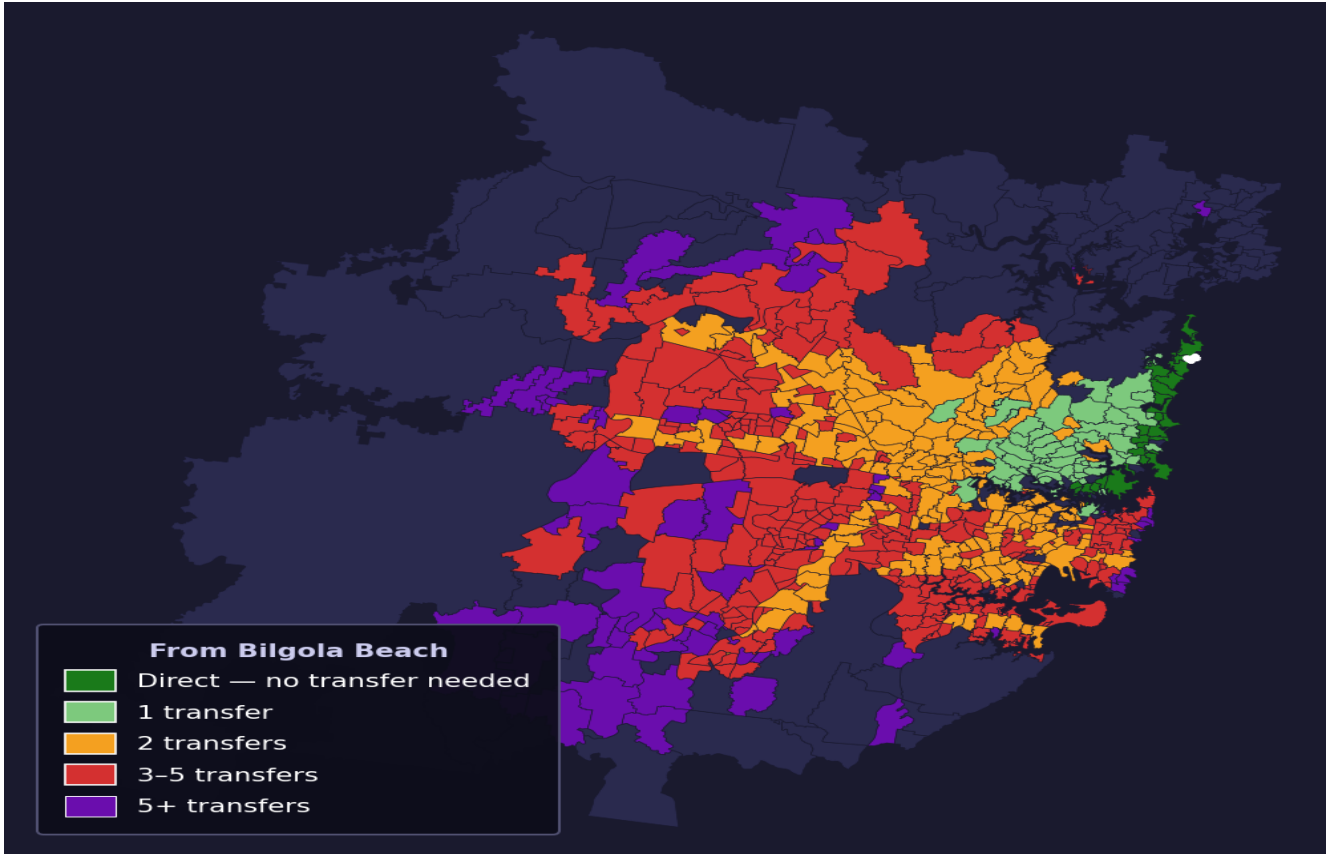 From Bilgola Beach
Direct — no transfer needed
1 transfer
2 transfers
3–5 transfers
5+ transfers